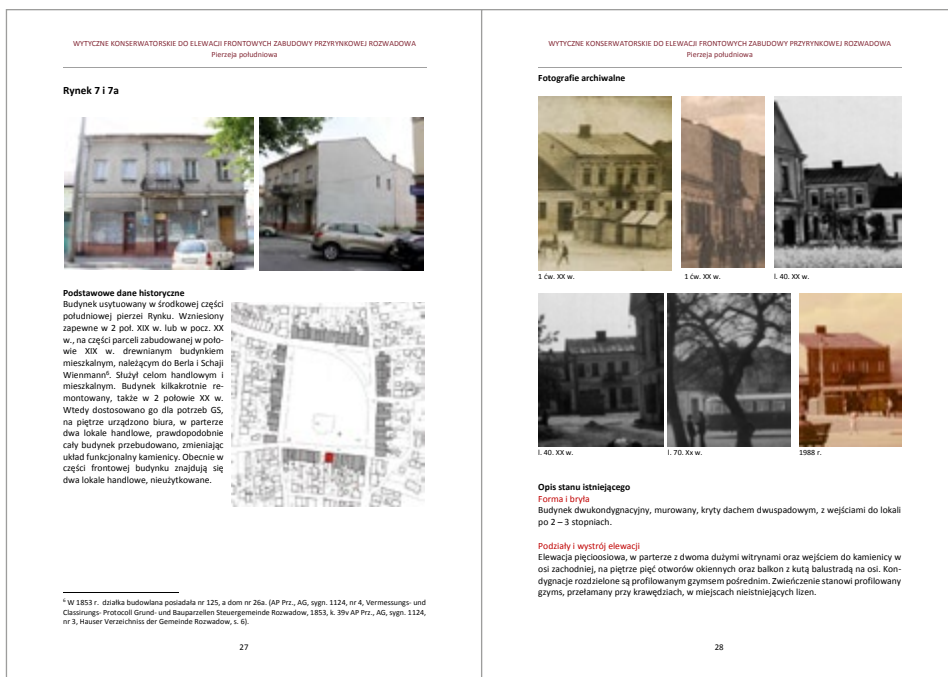 WYTYCZNE KONSERWATORSKIE DO ELEWACJI FRONTOWYCH ZABUDOWY PRZYRYNKOWEJ ROZWADOWA
Pierzeja południowa
Rynek 7 i 7a
Podstawowe dane historyczne
Budynek usytuowany w środkowej części
południowej pierzei Rynku. Wzniesiony
zapewne w 2 poł. XIX w. lub w pocz. XX
w., na części parceli zabudowanej w poło-
wie XIX w. drewnianym budynkiem
mieszkalnym, należącym do Berla i Schaji
Wienmann⁶. Służył celom handlowym i
mieszkalnym. Budynek kilkakrotnie re-
montowany, także w 2 połowie XX w.
Wtedy dostosowano go dla potrzeb GS,
na piętrze urządzono biura, w parterze
dwa lokale handlowe, prawdopodobnie
cały budynek przebudowano, zmieniając
układ funkcjonalny kamienicy. Obecnie w
części frontowej budynku znajdują się
dwa lokale handlowe, nieużytkowane.
⁶ W 1853 r. działka budowlana posiadała nr 125, a dom nr 26a. (AP Prz., AG, sygn. 1124, nr 4, Vermessungs- und
Classirungs- Protocoll Grund- und Bauparzellen Steuergemeinde Rozwadow, 1853, k. 39v AP Prz., AG, sygn. 1124,
nr 3, Hauser Verzeichniss der Gemeinde Rozwadow, s. 6).
27
WYTYCZNE KONSERWATORSKIE DO ELEWACJI FRONTOWYCH ZABUDOWY PRZYRYNKOWEJ ROZWADOWA
Pierzeja południowa
Fotografie archiwalne
1 ćw. XX w.
1 ćw. XX w.
l. 40. XX w.
l. 40. XX w.
l. 70. Xx w.
1988 r.
Opis stanu istniejącego
Forma i bryła
Budynek dwukondygnacyjny, murowany, kryty dachem dwuspadowym, z wejściami do lokali
po 2 – 3 stopniach.
Podziały i wystrój elewacji
Elewacja pięcioosiowa, w parterze z dwoma dużymi witrynami oraz wejściem do kamienicy w
osi zachodniej, na piętrze pięć otworów okiennych oraz balkon z kutą balustradą na osi. Kon-
dygnacje rozdzielone są profilowanym gzymsem pośrednim. Zwieńczenie stanowi profilowany
gzyms, przełamany przy krawędziach, w miejscach nieistniejących lizen.
28